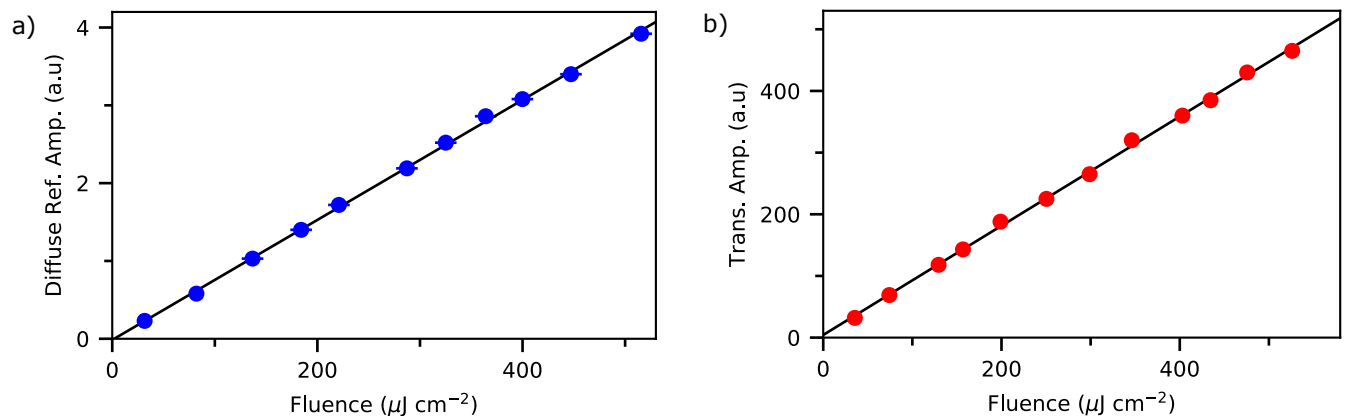 a)
Diffuse Ref. Amp. (a.u)
4
2
0
0 200 400
Fluence (μJ cm⁻²)
b)
Trans. Amp. (a.u)
400
200
0
0 200 400
Fluence (μJ cm⁻²)